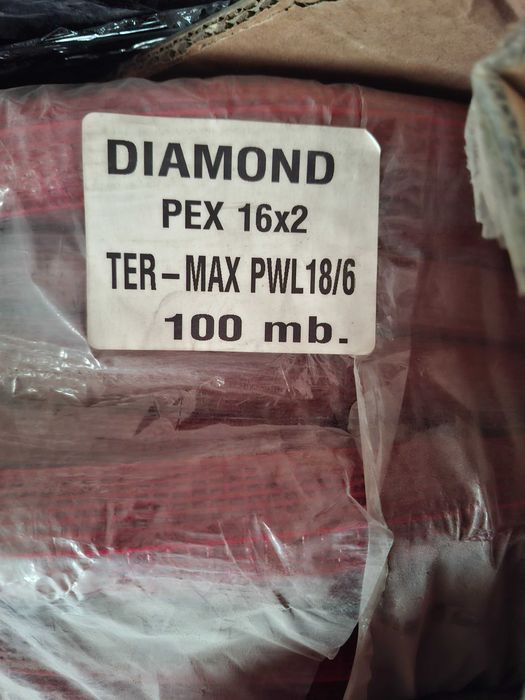 DIAMOND
PEX 16x2
TER-MAX PWL18/6
100 mb.